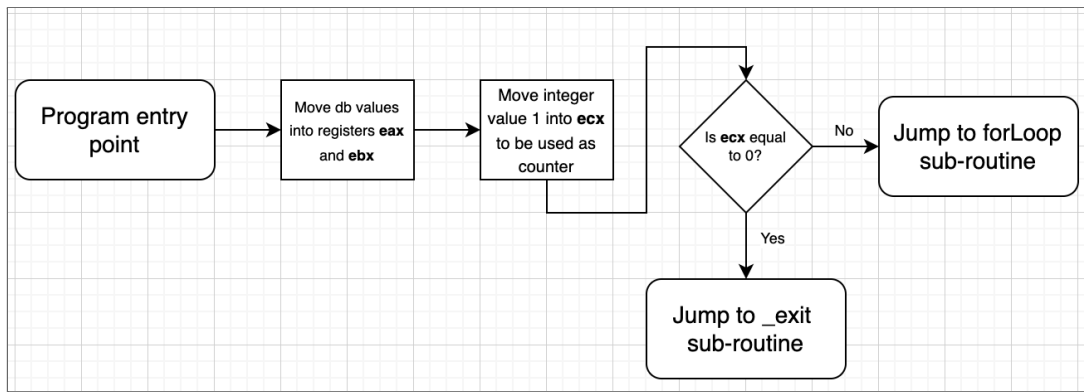 Program entry
point
Move db values
into registers eax
and ebx
Move integer
value 1 into ecx
to be used as
counter
Is ecx equal
to 0?
No
Jump to forLoop
sub-routine
Yes
Jump to _exit
sub-routine